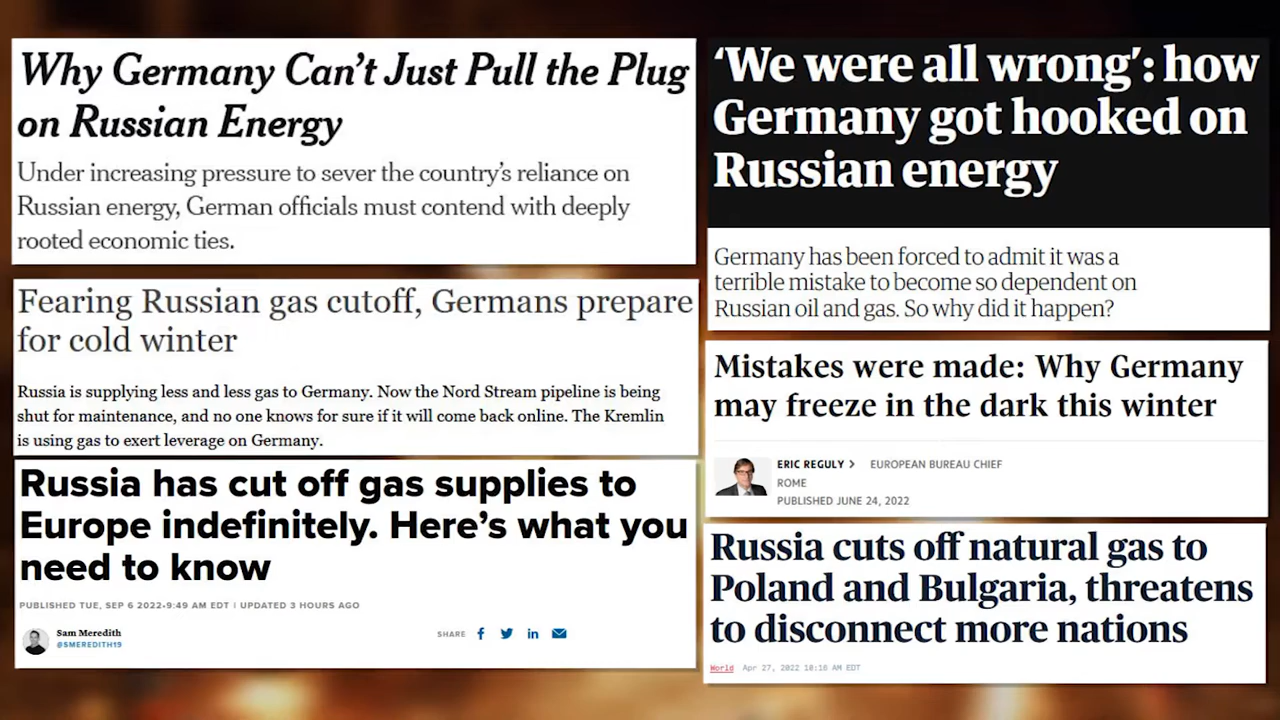 Why Germany Can't Just Pull the Plug
on Russian Energy
Under increasing pressure to sever the country's reliance on
Russian energy, German officials must contend with deeply
rooted economic ties.
Fearing Russian gas cutoff, Germans prepare
for cold winter
Russia is supplying less and less gas to Germany. Now the Nord Stream pipeline is being
shut for maintenance, and no one knows for sure if it will come back online. The Kremlin
is using gas to exert leverage on Germany.
Russia has cut off gas supplies to
Europe indefinitely. Here's what you
need to know
PUBLISHED TUE, SEP 6 2022•9:49 AM EDT | UPDATED 3 HOURS AGO
Sam Meredith
@SMEREDITH19
SHARE
'We were all wrong': how
Germany got hooked on
Russian energy
Germany has been forced to admit it was a
terrible mistake to become so dependent on
Russian oil and gas. So why did it happen?
Mistakes were made: Why Germany
may freeze in the dark this winter
ERIC REGULY > EUROPEAN BUREAU CHIEF
ROME
PUBLISHED JUNE 24, 2022
Russia cuts off natural gas to
Poland and Bulgaria, threatens
to disconnect more nations
World Apr 27, 2022 10:16 AM EDT